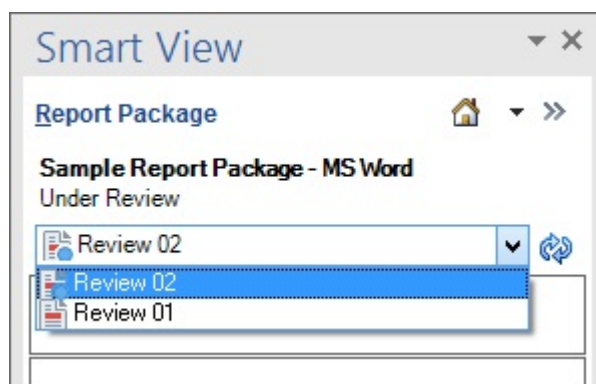 Smart View
Report Package
Sample Report Package - MS Word
Under Review
Review 02
Review 02
Review 01